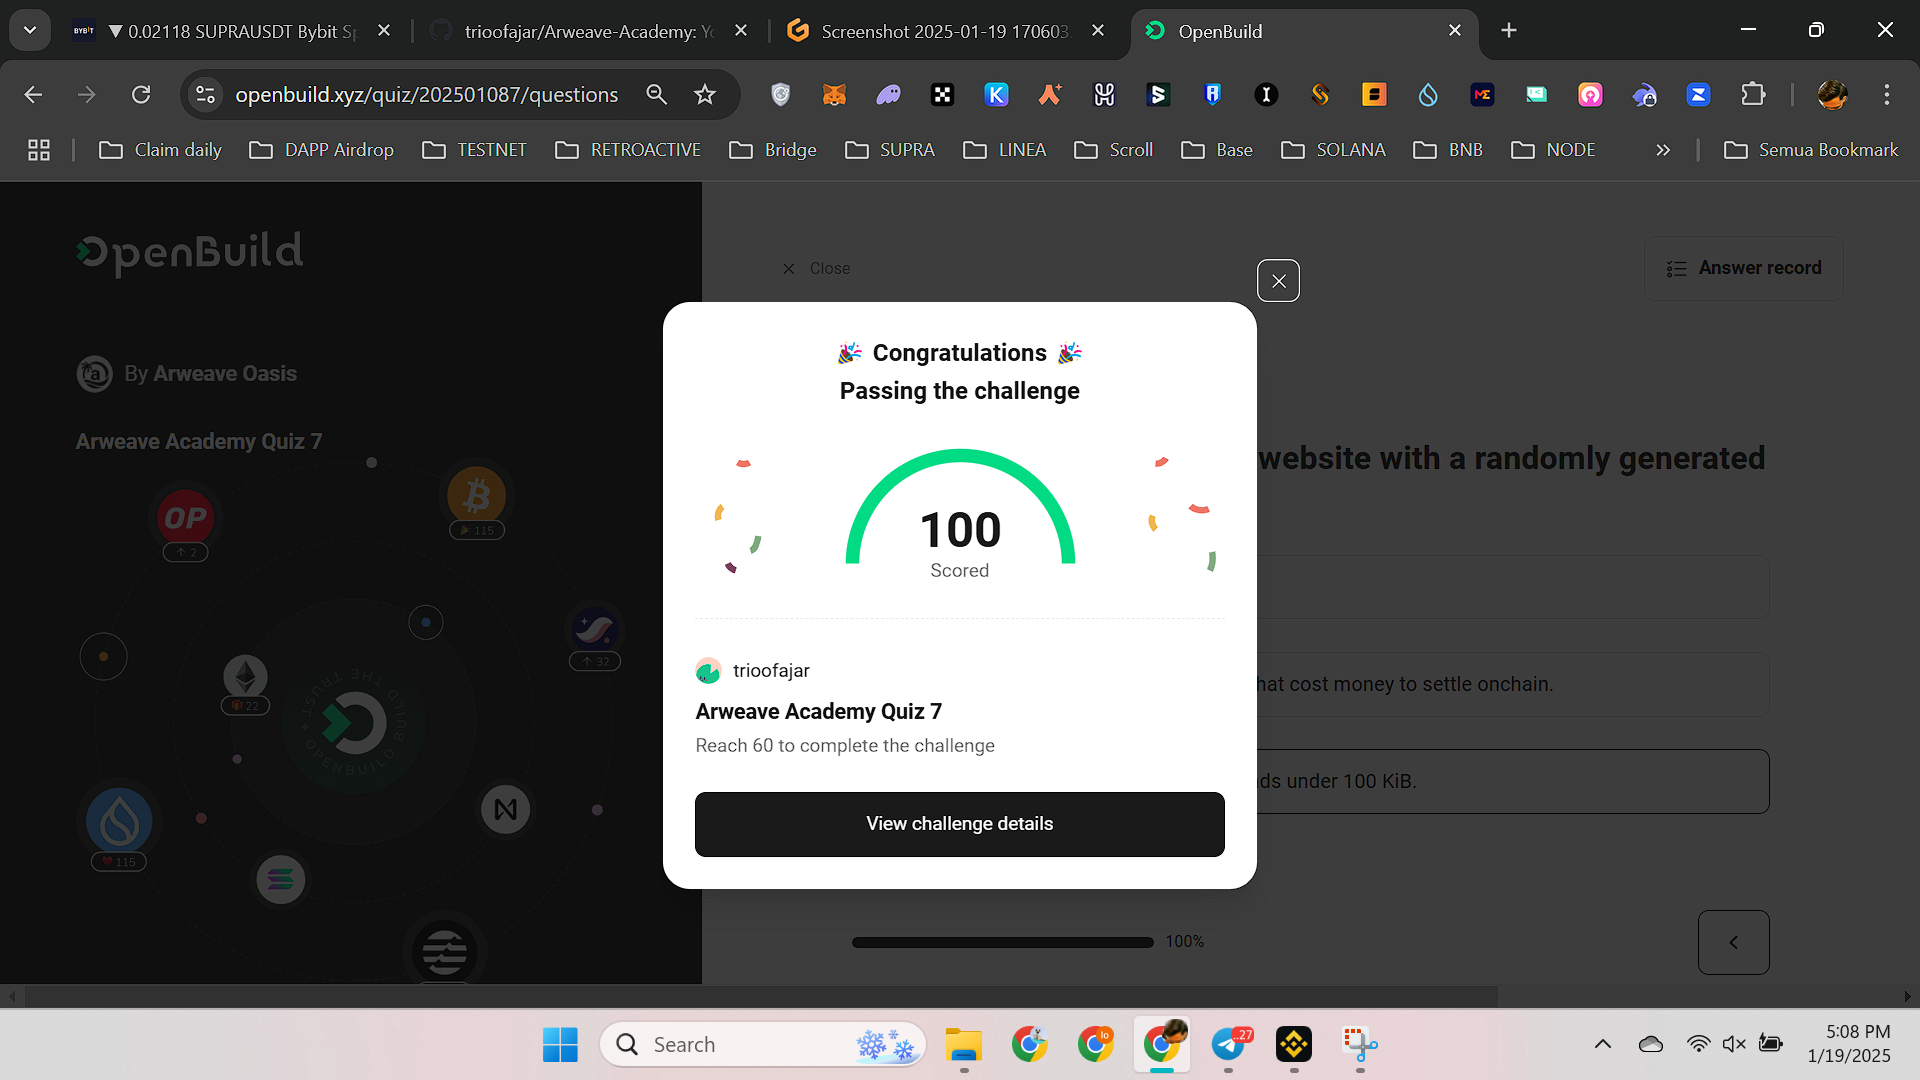 ▼ 0.02118 SUPRAUSDT Bybit Sp
trioofajar/Arweave-Academy: Yo
Screenshot 2025-01-19 170603.
OpenBuild
openbuild.xyz/quiz/202501087/questions
Claim daily
DAPP Airdrop
TESTNET
RETROACTIVE
Bridge
SUPRA
LINEA
Scroll
Base
SOLANA
BNB
NODE
Semua Bookmark
OpenBuild
By Arweave Oasis
Arweave Academy Quiz 7
OP
2
115
32
22
115
BUILD THE TRUST
OPENBUILD
Close
Answer record
website with a randomly generated
hat cost money to settle onchain.
ds under 100 KiB.
100%
🎉 Congratulations 🎉
Passing the challenge
100
Scored
trioofajar
Arweave Academy Quiz 7
Reach 60 to complete the challenge
View challenge details
Search
27
5:08 PM
1/19/2025